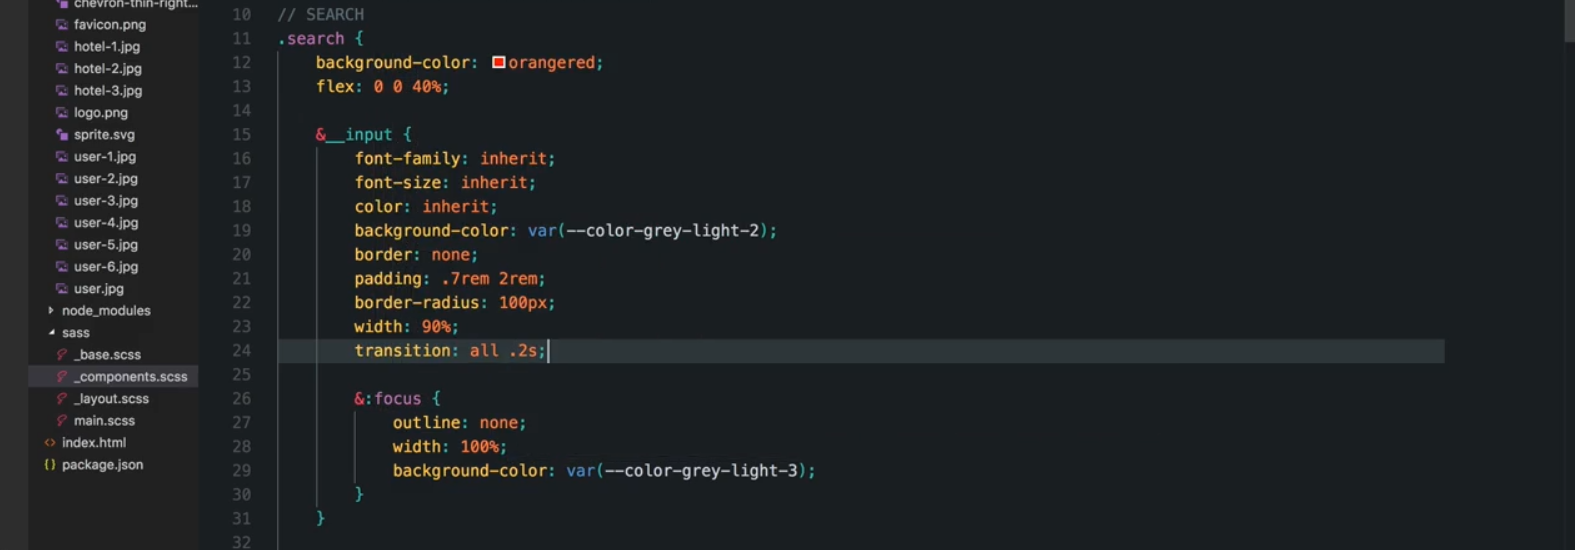 chevron-thin-right...
favicon.png
hotel-1.jpg
hotel-2.jpg
hotel-3.jpg
logo.png
sprite.svg
user-1.jpg
user-2.jpg
user-3.jpg
user-4.jpg
user-5.jpg
user-6.jpg
user.jpg
node_modules
sass
_base.scss
_components.scss
_layout.scss
main.scss
index.html
package.json
10 // SEARCH
11 .search {
12 background-color: orangered;
13 flex: 0 0 40%;
14
15 &__input {
16 font-family: inherit;
17 font-size: inherit;
18 color: inherit;
19 background-color: var(--color-grey-light-2);
20 border: none;
21 padding: .7rem 2rem;
22 border-radius: 100px;
23 width: 90%;
24 transition: all .2s;
25
26 &:focus {
27 outline: none;
28 width: 100%;
29 background-color: var(--color-grey-light-3);
30 }
31 }
32